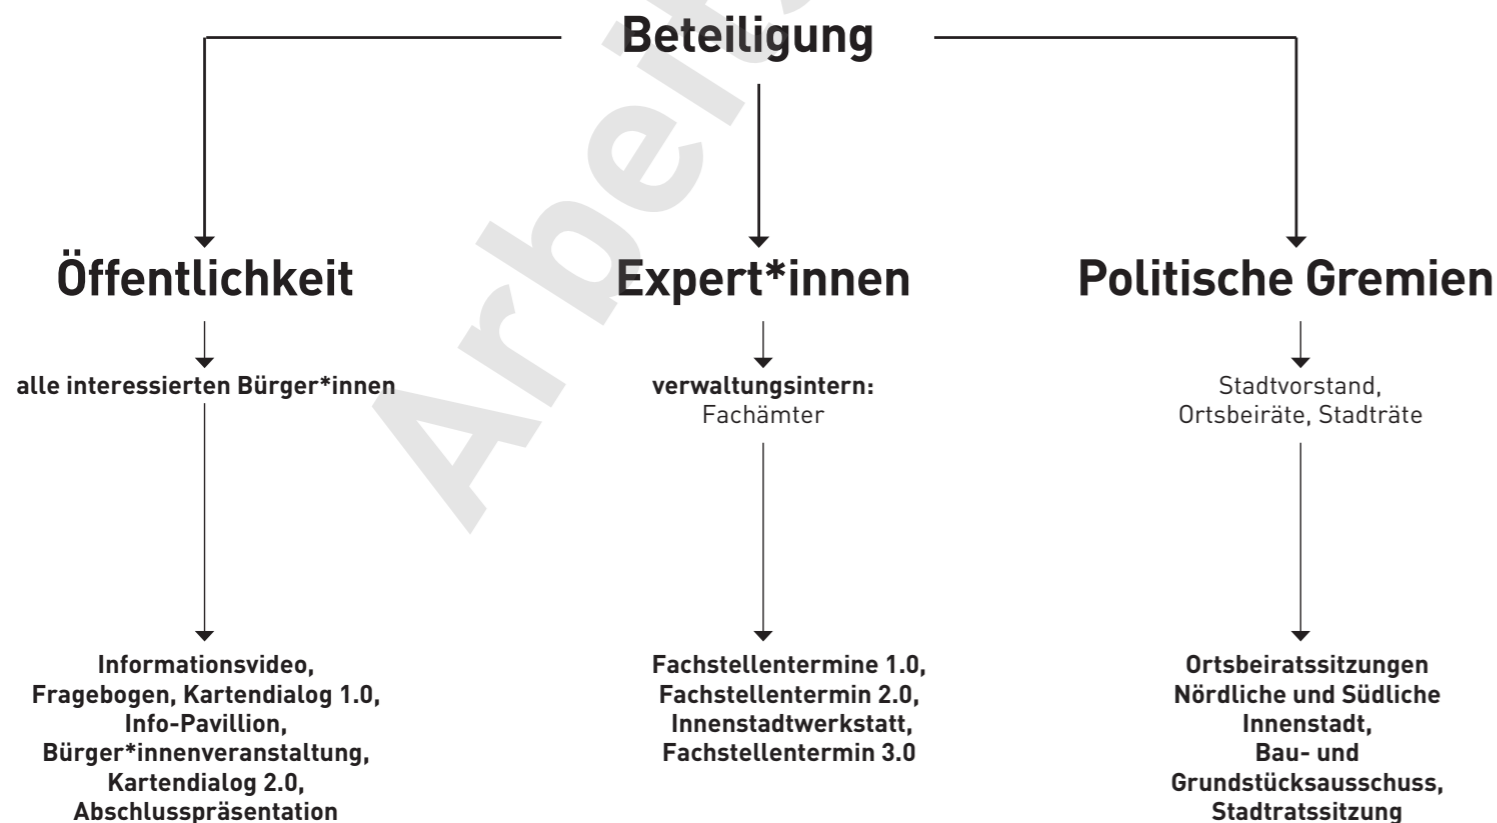 Beteiligung
Öffentlichkeit
alle interessierten Bürger*innen
Informationsvideo,
Fragebogen, Kartendialog 1.0,
Info-Pavillion,
Bürger*innenveranstaltung,
Kartendialog 2.0,
Abschlusspräsentation
Expert*innen
verwaltungsintern:
Fachämter
Fachstellentermine 1.0,
Fachstellentermin 2.0,
Innenstadtwerkstatt,
Fachstellentermin 3.0
Politische Gremien
Stadtvorstand,
Ortsbeiräte, Stadträte
Ortsbeiratssitzungen
Nördliche und Südliche
Innenstadt,
Bau- und
Grundstücksausschuss,
Stadtratssitzung
Arbeit